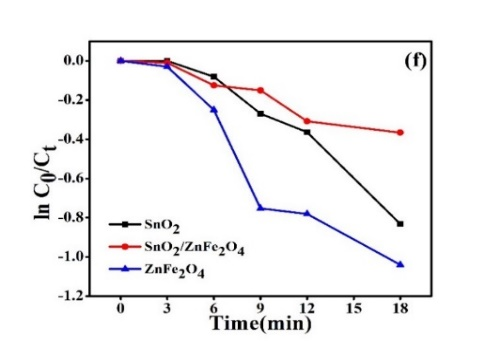 (f)
0.0
-0.2
-0.4
-0.6
-0.8
-1.0
-1.2
ln C₀/Cₜ
SnO₂
SnO₂/ZnFe₂O₄
ZnFe₂O₄
0 3 6 9 12 15 18
Time(min)